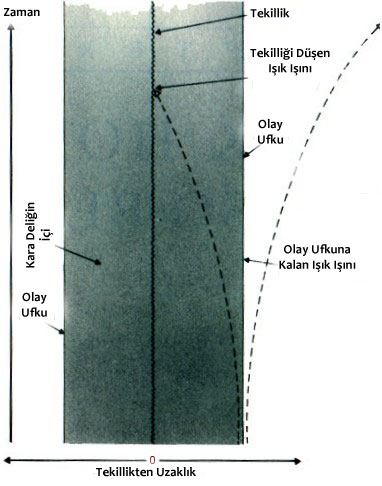 Zaman
Tekillik
Tekilliği Düşen
Işık Işını
Olay
Ufku
Kara Deliğin
İçi
Olay Ufkuna
Kalan Işık Işını
Olay
Ufku
0
Tekillikten Uzaklık